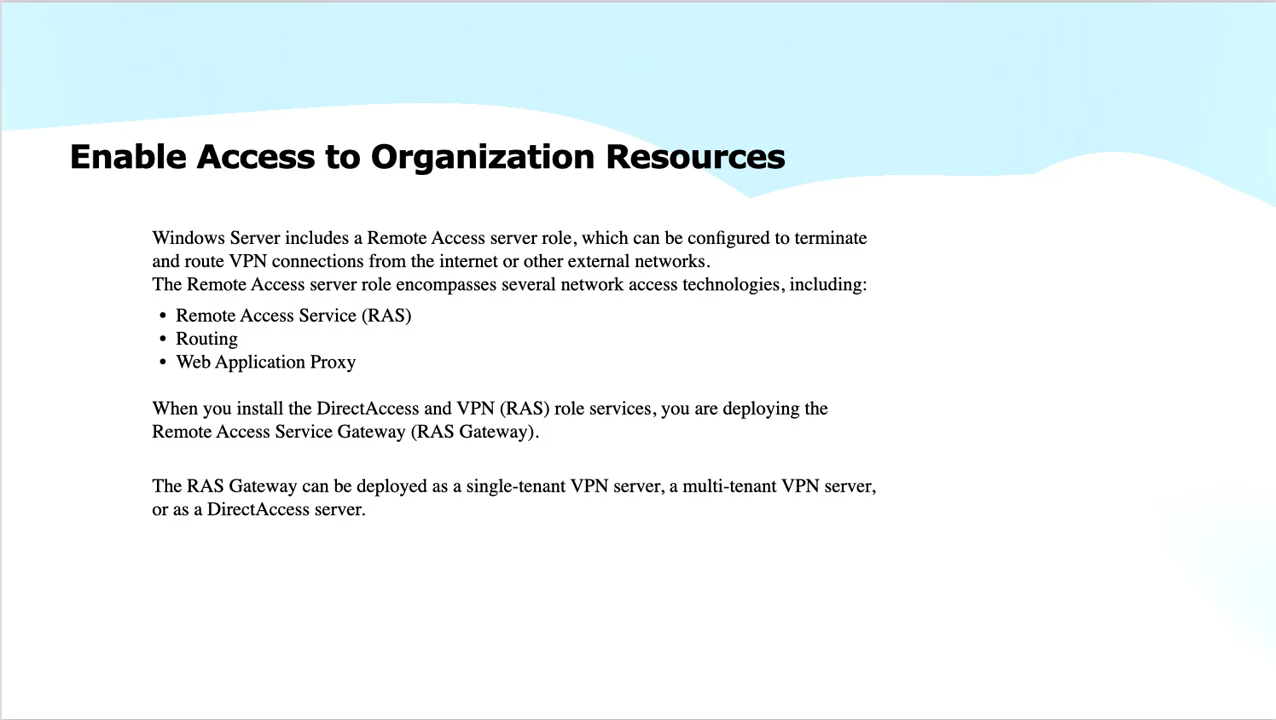 Enable Access to Organization Resources
Windows Server includes a Remote Access server role, which can be configured to terminate
and route VPN connections from the internet or other external networks.
The Remote Access server role encompasses several network access technologies, including:
• Remote Access Service (RAS)
• Routing
• Web Application Proxy
When you install the DirectAccess and VPN (RAS) role services, you are deploying the
Remote Access Service Gateway (RAS Gateway).
The RAS Gateway can be deployed as a single-tenant VPN server, a multi-tenant VPN server,
or as a DirectAccess server.